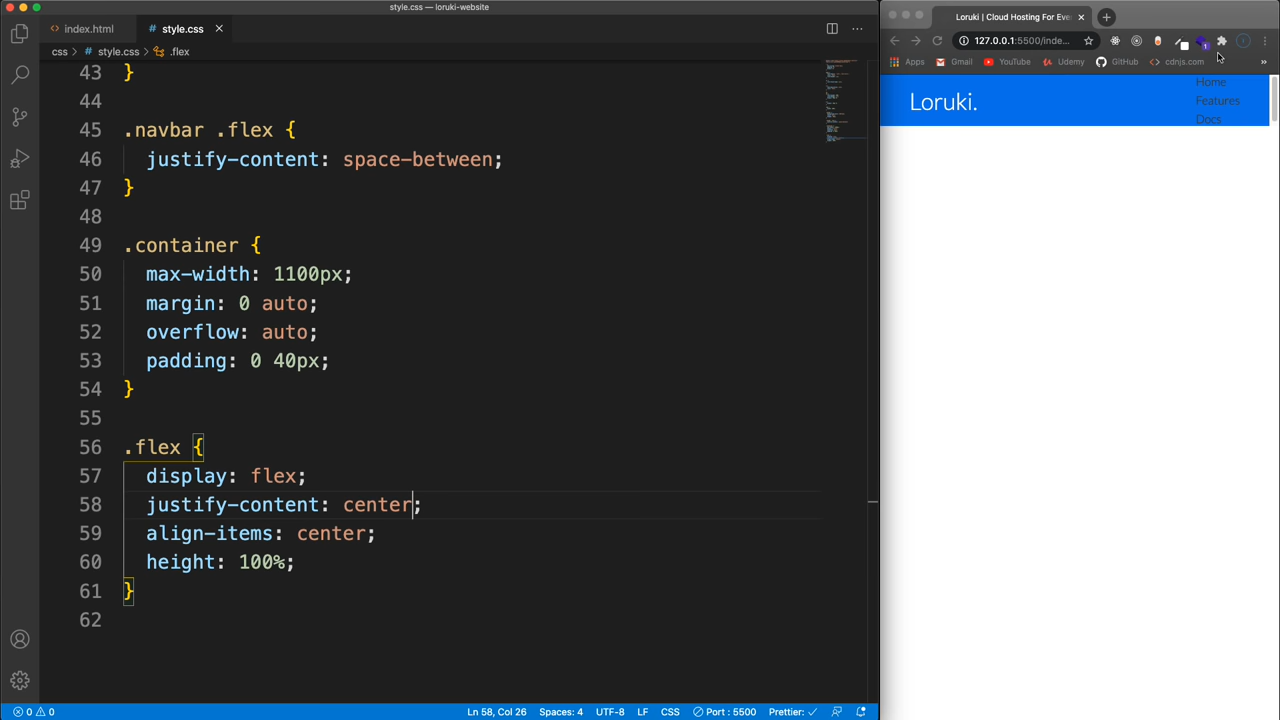 style.css — loruki-website
index.html
style.css
css > style.css > .flex
43 }
44
45 .navbar .flex {
46 justify-content: space-between;
47 }
48
49 .container {
50 max-width: 1100px;
51 margin: 0 auto;
52 overflow: auto;
53 padding: 0 40px;
54 }
55
56 .flex {
57 display: flex;
58 justify-content: center;
59 align-items: center;
60 height: 100%;
61 }
62
0 0
Ln 58, Col 26
Spaces: 4
UTF-8
LF
CSS
Port : 5500
Prettier: ✓
Loruki | Cloud Hosting For Eve
127.0.0.1:5500/inde...
1
Y
Apps
Gmail
YouTube
Udemy
GitHub
cdnjs.com
»
Loruki.
Home
Features
Docs